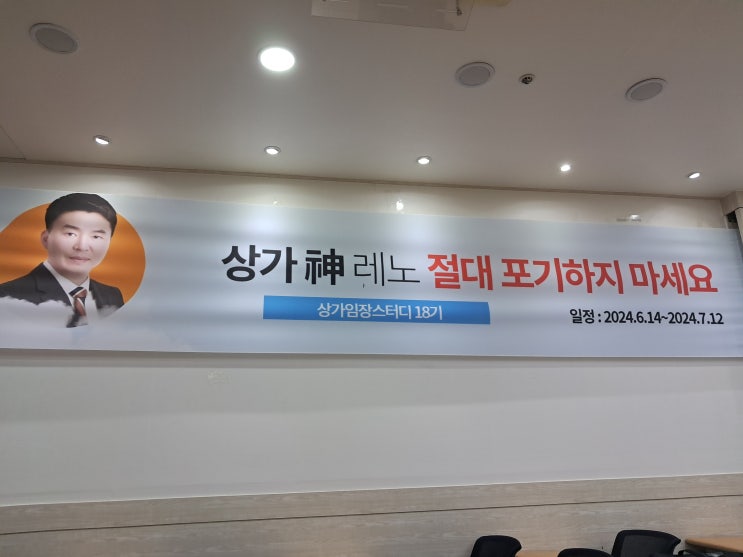 상가 神 레노 절대 포기하지 마세요
상가임장스터디 18기
일정 : 2024.6.14~2024.7.12